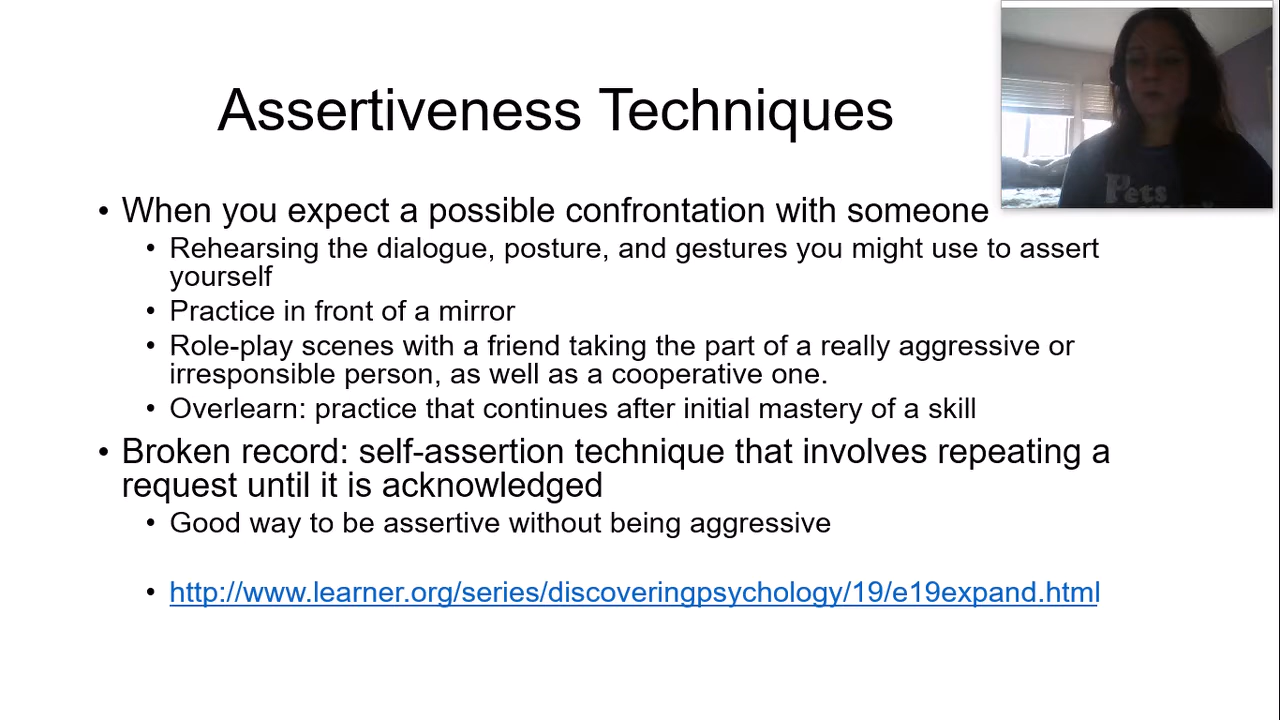 Assertiveness Techniques
• When you expect a possible confrontation with someone
• Rehearsing the dialogue, posture, and gestures you might use to assert
yourself
• Practice in front of a mirror
• Role-play scenes with a friend taking the part of a really aggressive or
irresponsible person, as well as a cooperative one.
• Overlearn: practice that continues after initial mastery of a skill
• Broken record: self-assertion technique that involves repeating a
request until it is acknowledged
• Good way to be assertive without being aggressive
• http://www.learner.org/series/discoveringpsychology/19/e19expand.html
Pets